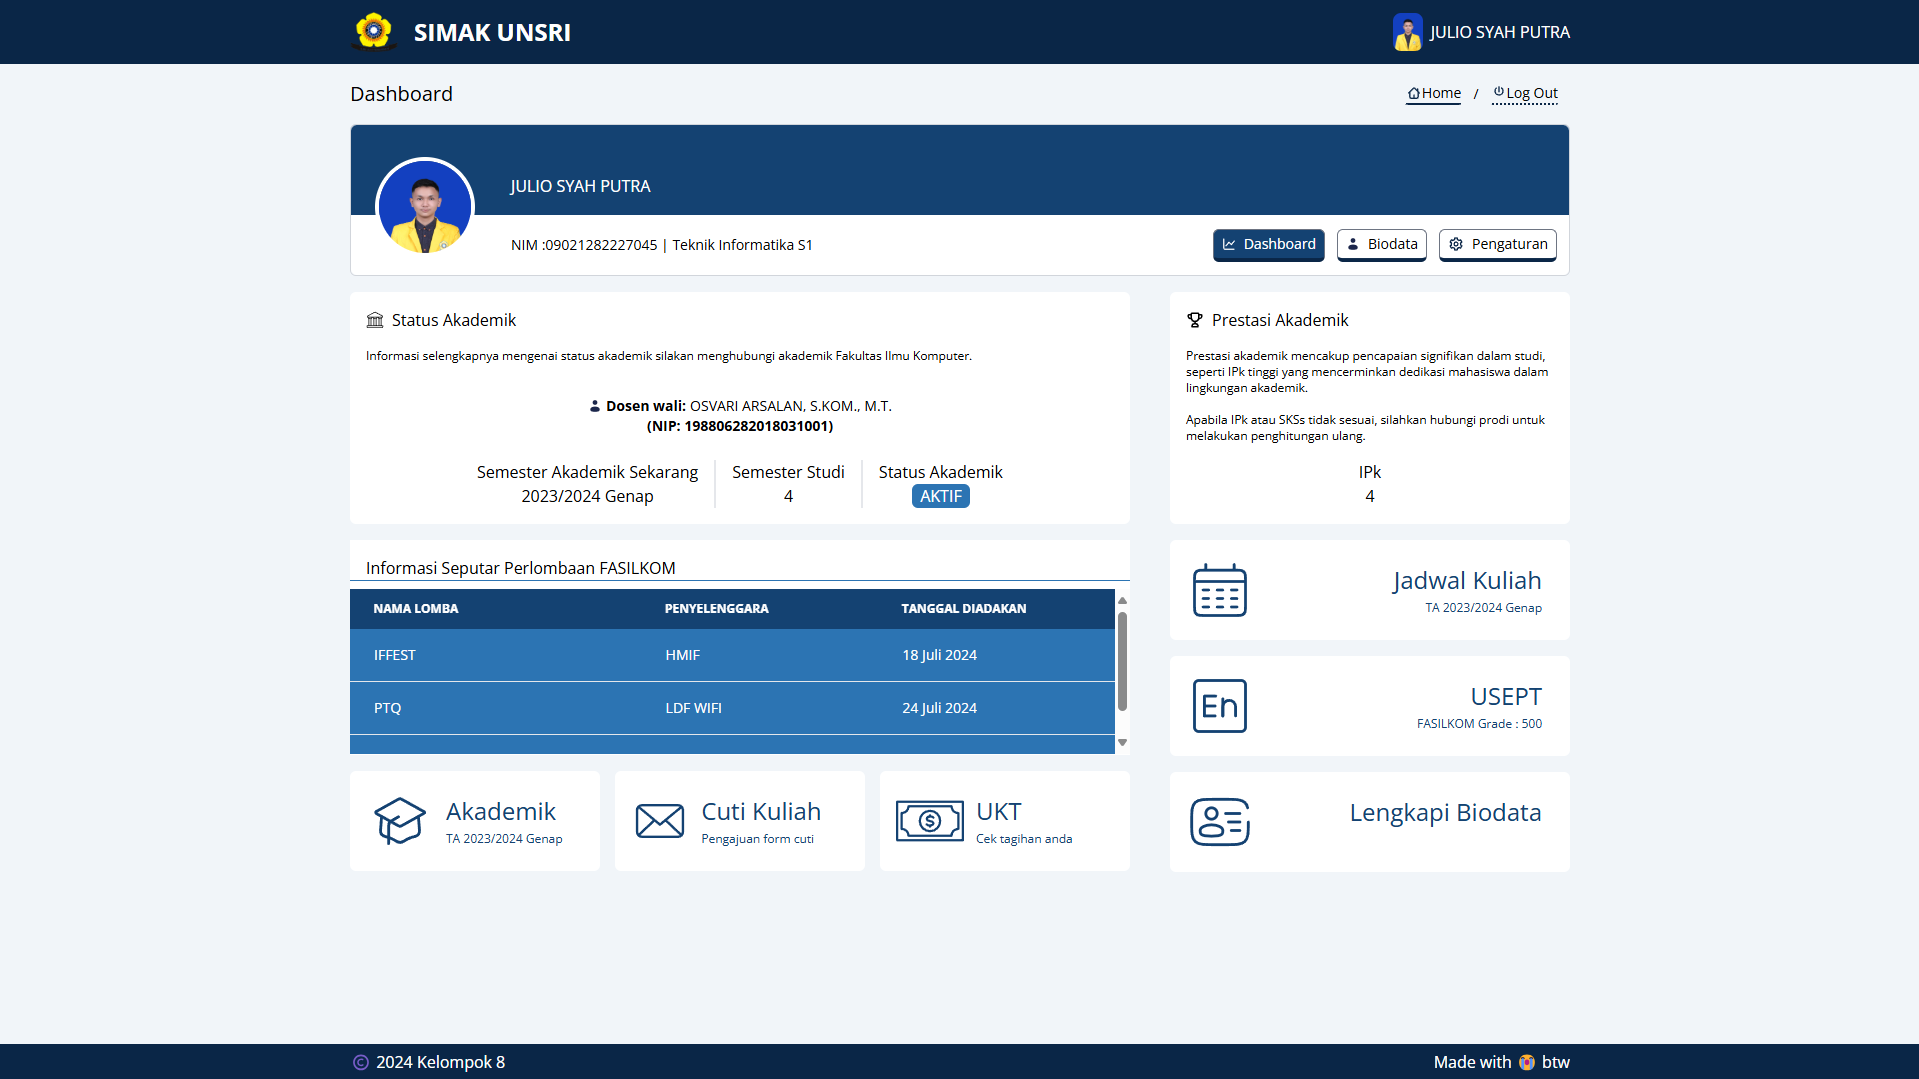 SIMAK UNSRI
JULIO SYAH PUTRA
Dashboard
Home / Log Out
JULIO SYAH PUTRA
NIM :09021282227045 | Teknik Informatika S1
Dashboard
Biodata
Pengaturan
Status Akademik
Informasi selengkapnya mengenai status akademik silakan menghubungi akademik Fakultas Ilmu Komputer.
Dosen wali: OSVARI ARSALAN, S.KOM., M.T.
(NIP: 198806282018031001)
Semester Akademik Sekarang
2023/2024 Genap
Semester Studi
4
Status Akademik
AKTIF
Prestasi Akademik
Prestasi akademik mencakup pencapaian signifikan dalam studi,
seperti IPk tinggi yang mencerminkan dedikasi mahasiswa dalam
lingkungan akademik.
Apabila IPk atau SKSs tidak sesuai, silahkan hubungi prodi untuk
melakukan penghitungan ulang.
IPk
4
Informasi Seputar Perlombaan FASILKOM
NAMA LOMBA PENYELENGGARA TANGGAL DIADAKAN
IFFEST HMIF 18 Juli 2024
PTQ LDF WIFI 24 Juli 2024
Jadwal Kuliah
TA 2023/2024 Genap
En
USEPT
FASILKOM Grade : 500
Akademik
TA 2023/2024 Genap
Cuti Kuliah
Pengajuan form cuti
UKT
Cek tagihan anda
Lengkapi Biodata
© 2024 Kelompok 8
Made with btw